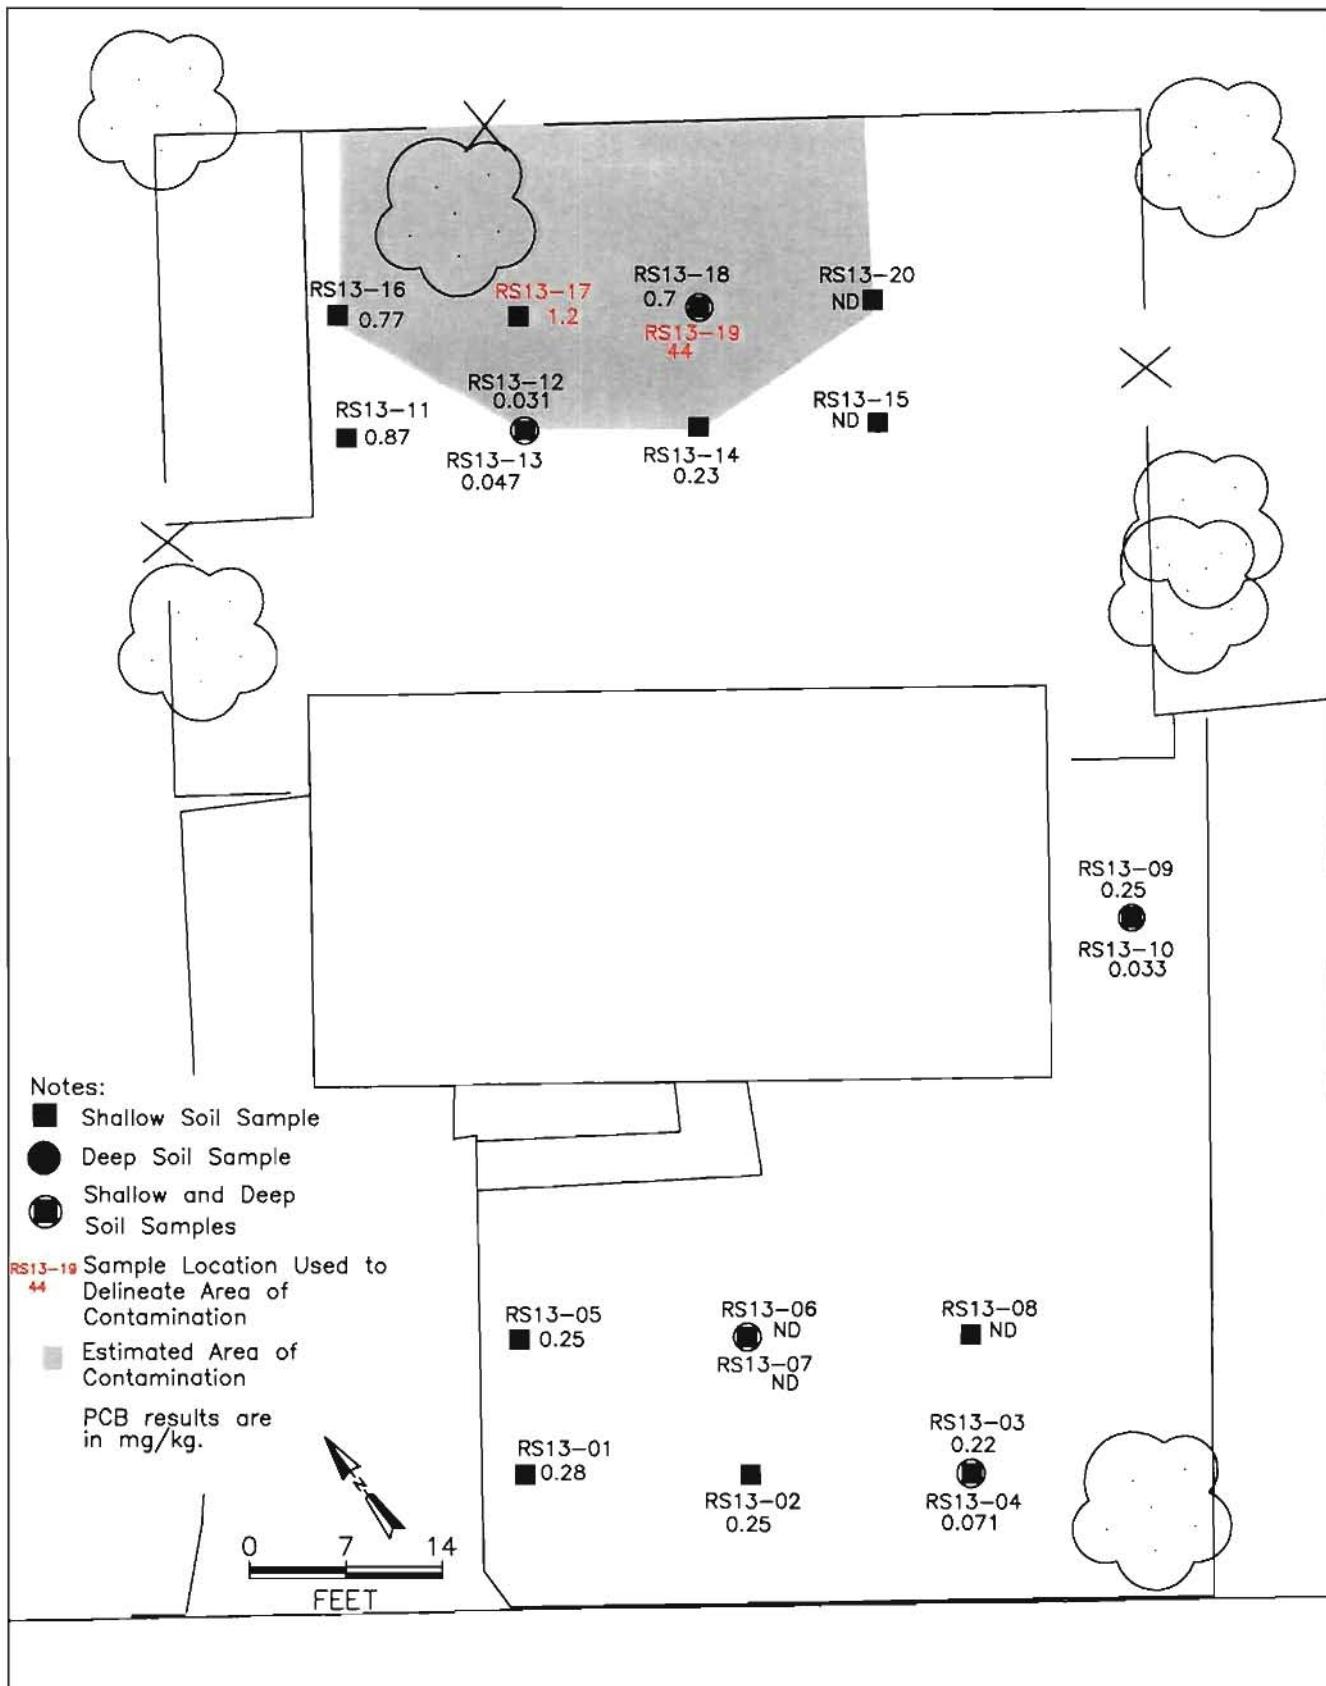 RS13-16
0.77
RS13-17
1.2
RS13-18
0.7
RS13-19
44
RS13-20
ND
RS13-11
0.87
RS13-12
0.031
RS13-13
0.047
RS13-14
0.23
RS13-15
ND
RS13-09
0.25
RS13-10
0.033
Notes:
Shallow Soil Sample
Deep Soil Sample
Shallow and Deep
Soil Samples
RS13-19
44
Sample Location Used to
Delineate Area of
Contamination
Estimated Area of
Contamination
PCB results are
in mg/kg.
N
0 7 14
FEET
RS13-05
0.25
RS13-06
ND
RS13-07
ND
RS13-08
ND
RS13-01
0.28
RS13-02
0.25
RS13-03
0.22
RS13-04
0.071